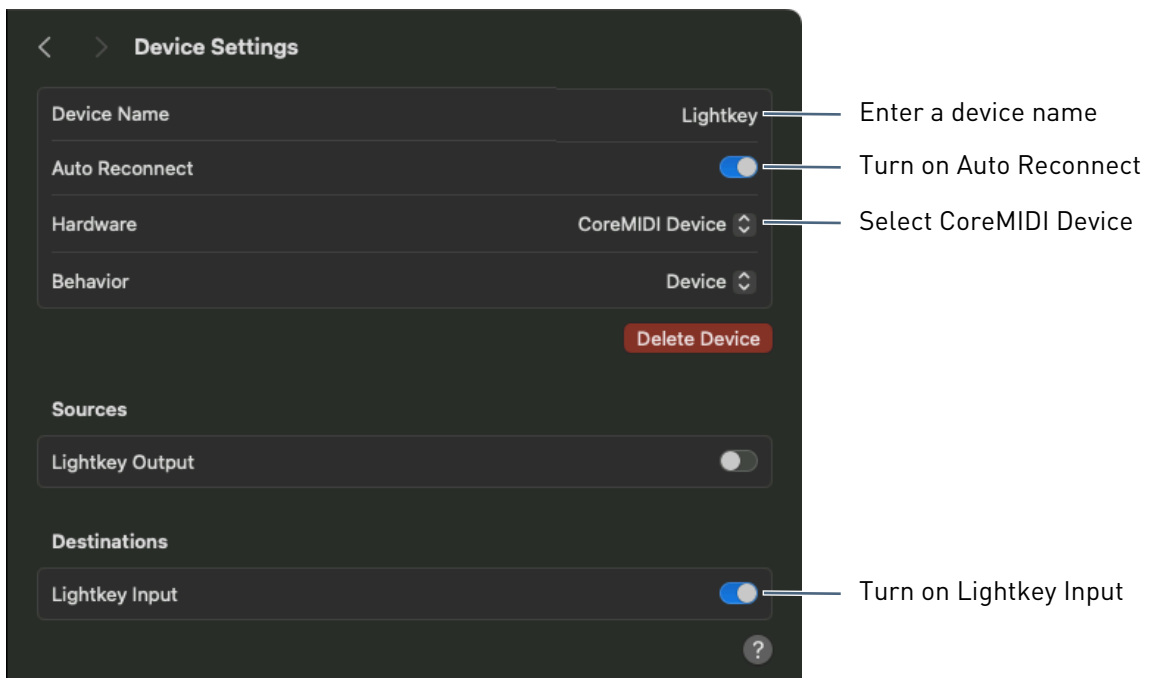 Device Settings
Device Name Lightkey Enter a device name
Auto Reconnect Turn on Auto Reconnect
Hardware CoreMIDI Device Select CoreMIDI Device
Behavior Device
Delete Device
Sources
Lightkey Output
Destinations
Lightkey Input Turn on Lightkey Input
?